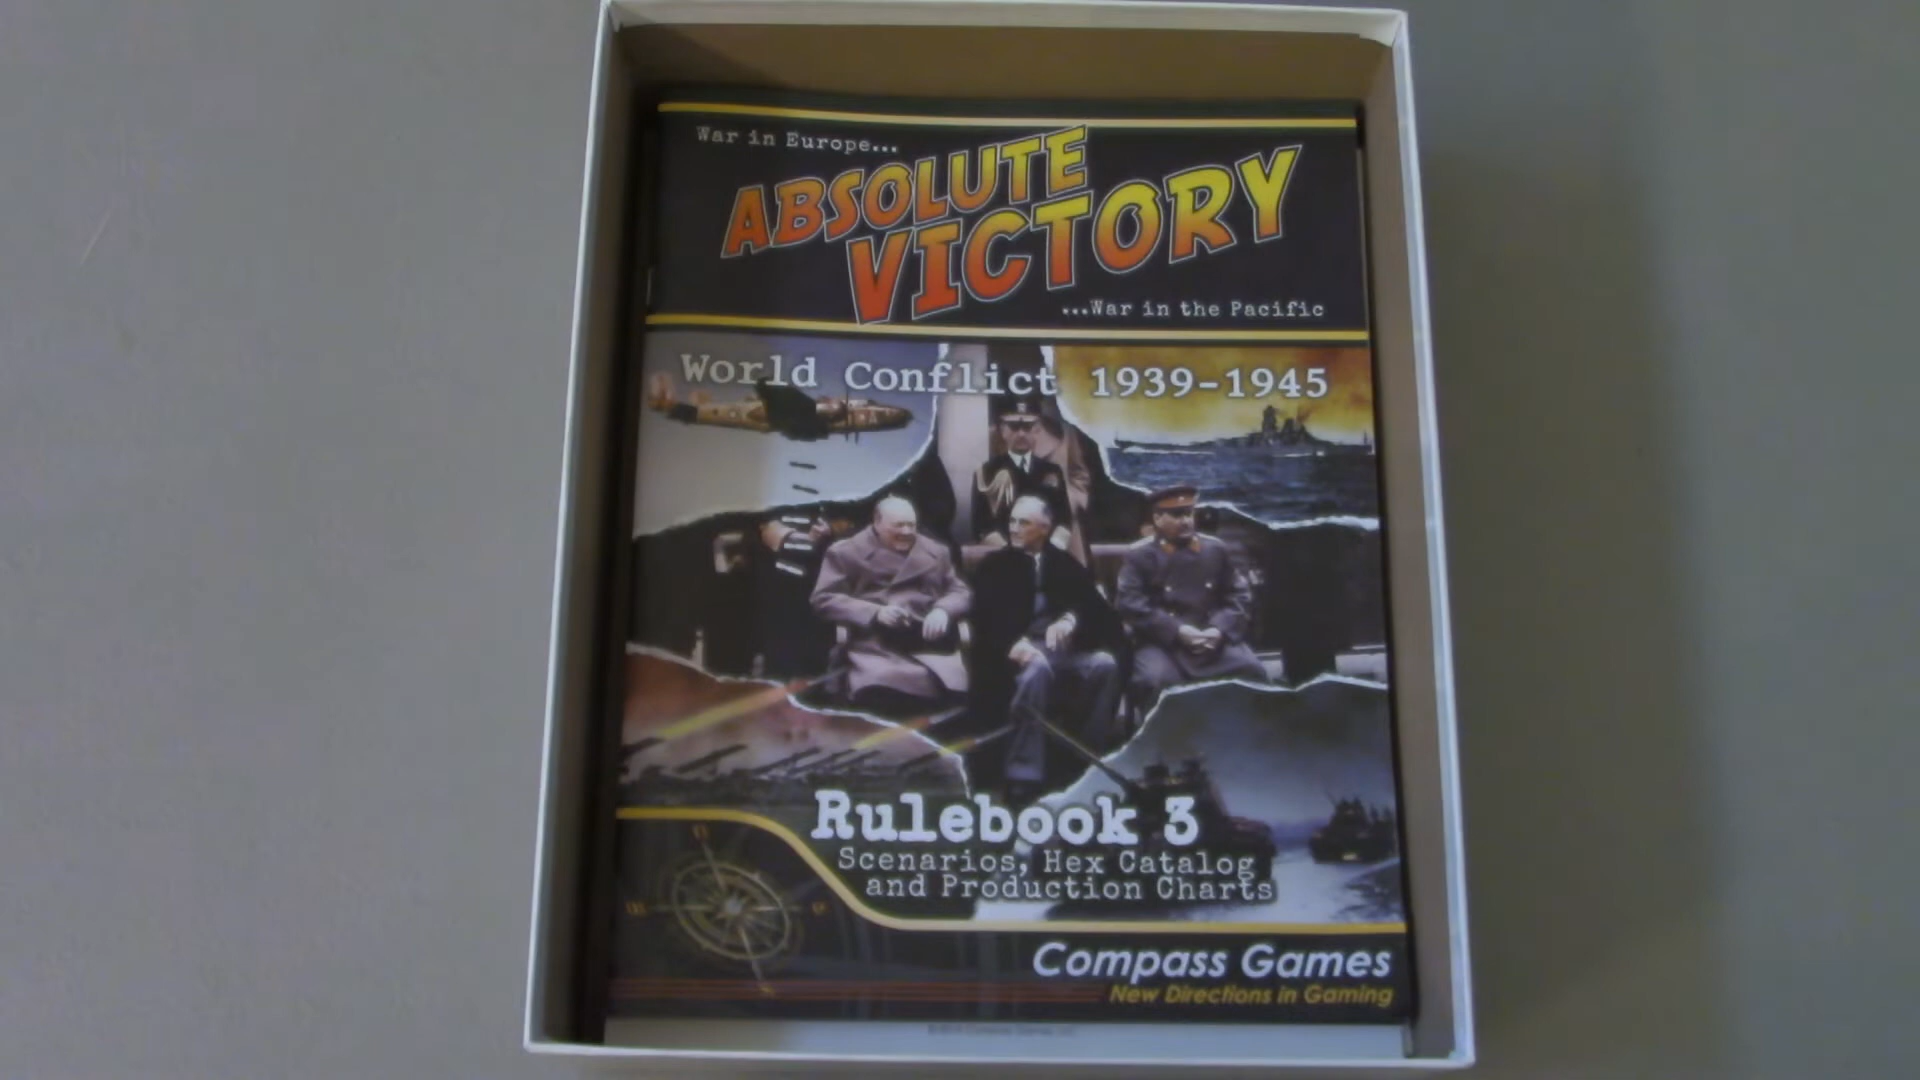 War in Europe...
ABSOLUTE
VICTORY
...War in the Pacific
World Conflict 1939-1945
Rulebook 3
Scenarios, Hex Catalog
and Production Charts
Compass Games
New Directions in Gaming